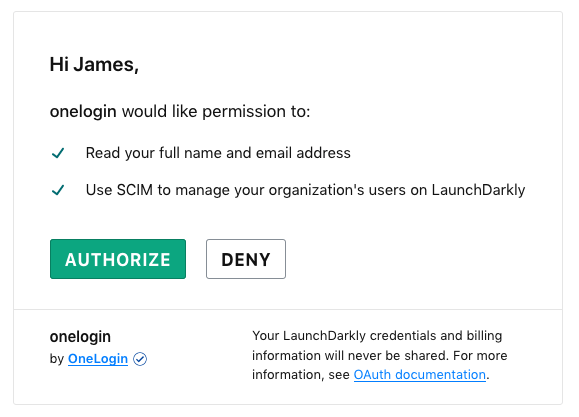 Hi James,
onelogin would like permission to:
Read your full name and email address
Use SCIM to manage your organization's users on LaunchDarkly
AUTHORIZE DENY
onelogin
by OneLogin
Your LaunchDarkly credentials and billing
information will never be shared. For more
information, see OAuth documentation.